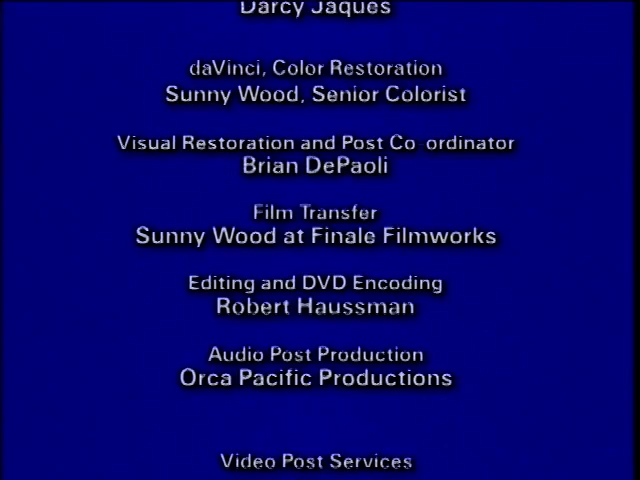 Darcy Jaques
daVinci, Color Restoration
Sunny Wood, Senior Colorist
Visual Restoration and Post Co-ordinator
Brian DePaoli
Film Transfer
Sunny Wood at Finale Filmworks
Editing and DVD Encoding
Robert Haussman
Audio Post Production
Orca Pacific Productions
Video Post Services